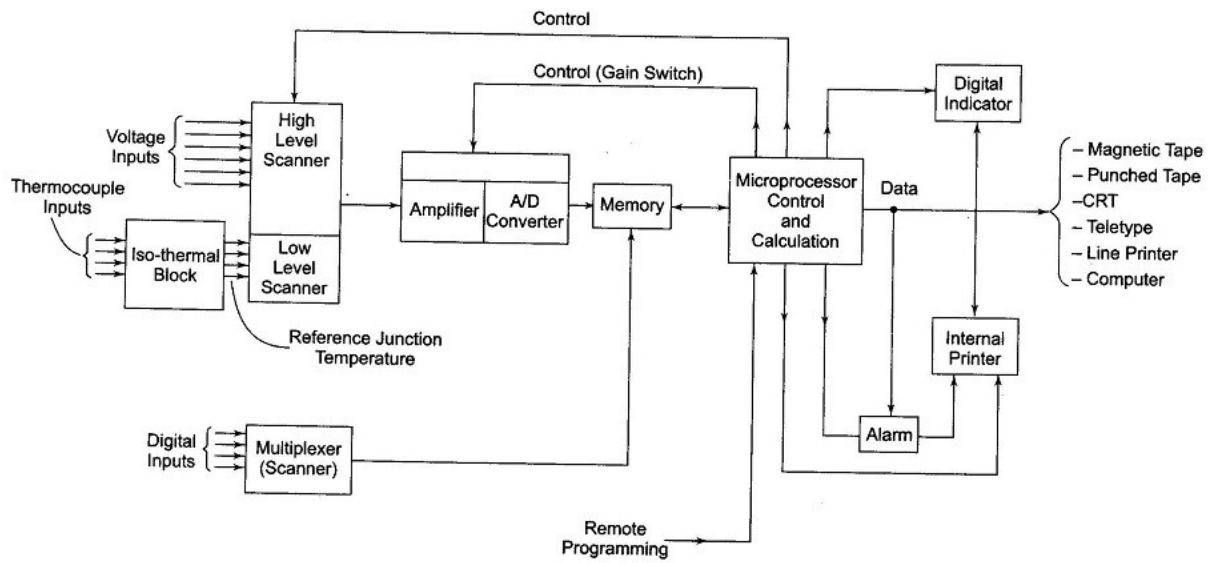 Control
Control (Gain Switch)
Digital
Indicator
High
Level
Scanner
Voltage
Inputs
Thermocouple
Inputs
Iso-thermal
Block
Low
Level
Scanner
Reference Junction
Temperature
Amplifier
A/D
Converter
Memory
Microprocessor
Control
and
Calculation
Data
– Magnetic Tape
– Punched Tape
–CRT
– Teletype
– Line Printer
– Computer
Internal
Printer
Alarm
Digital
Inputs
Multiplexer
(Scanner)
Remote
Programming